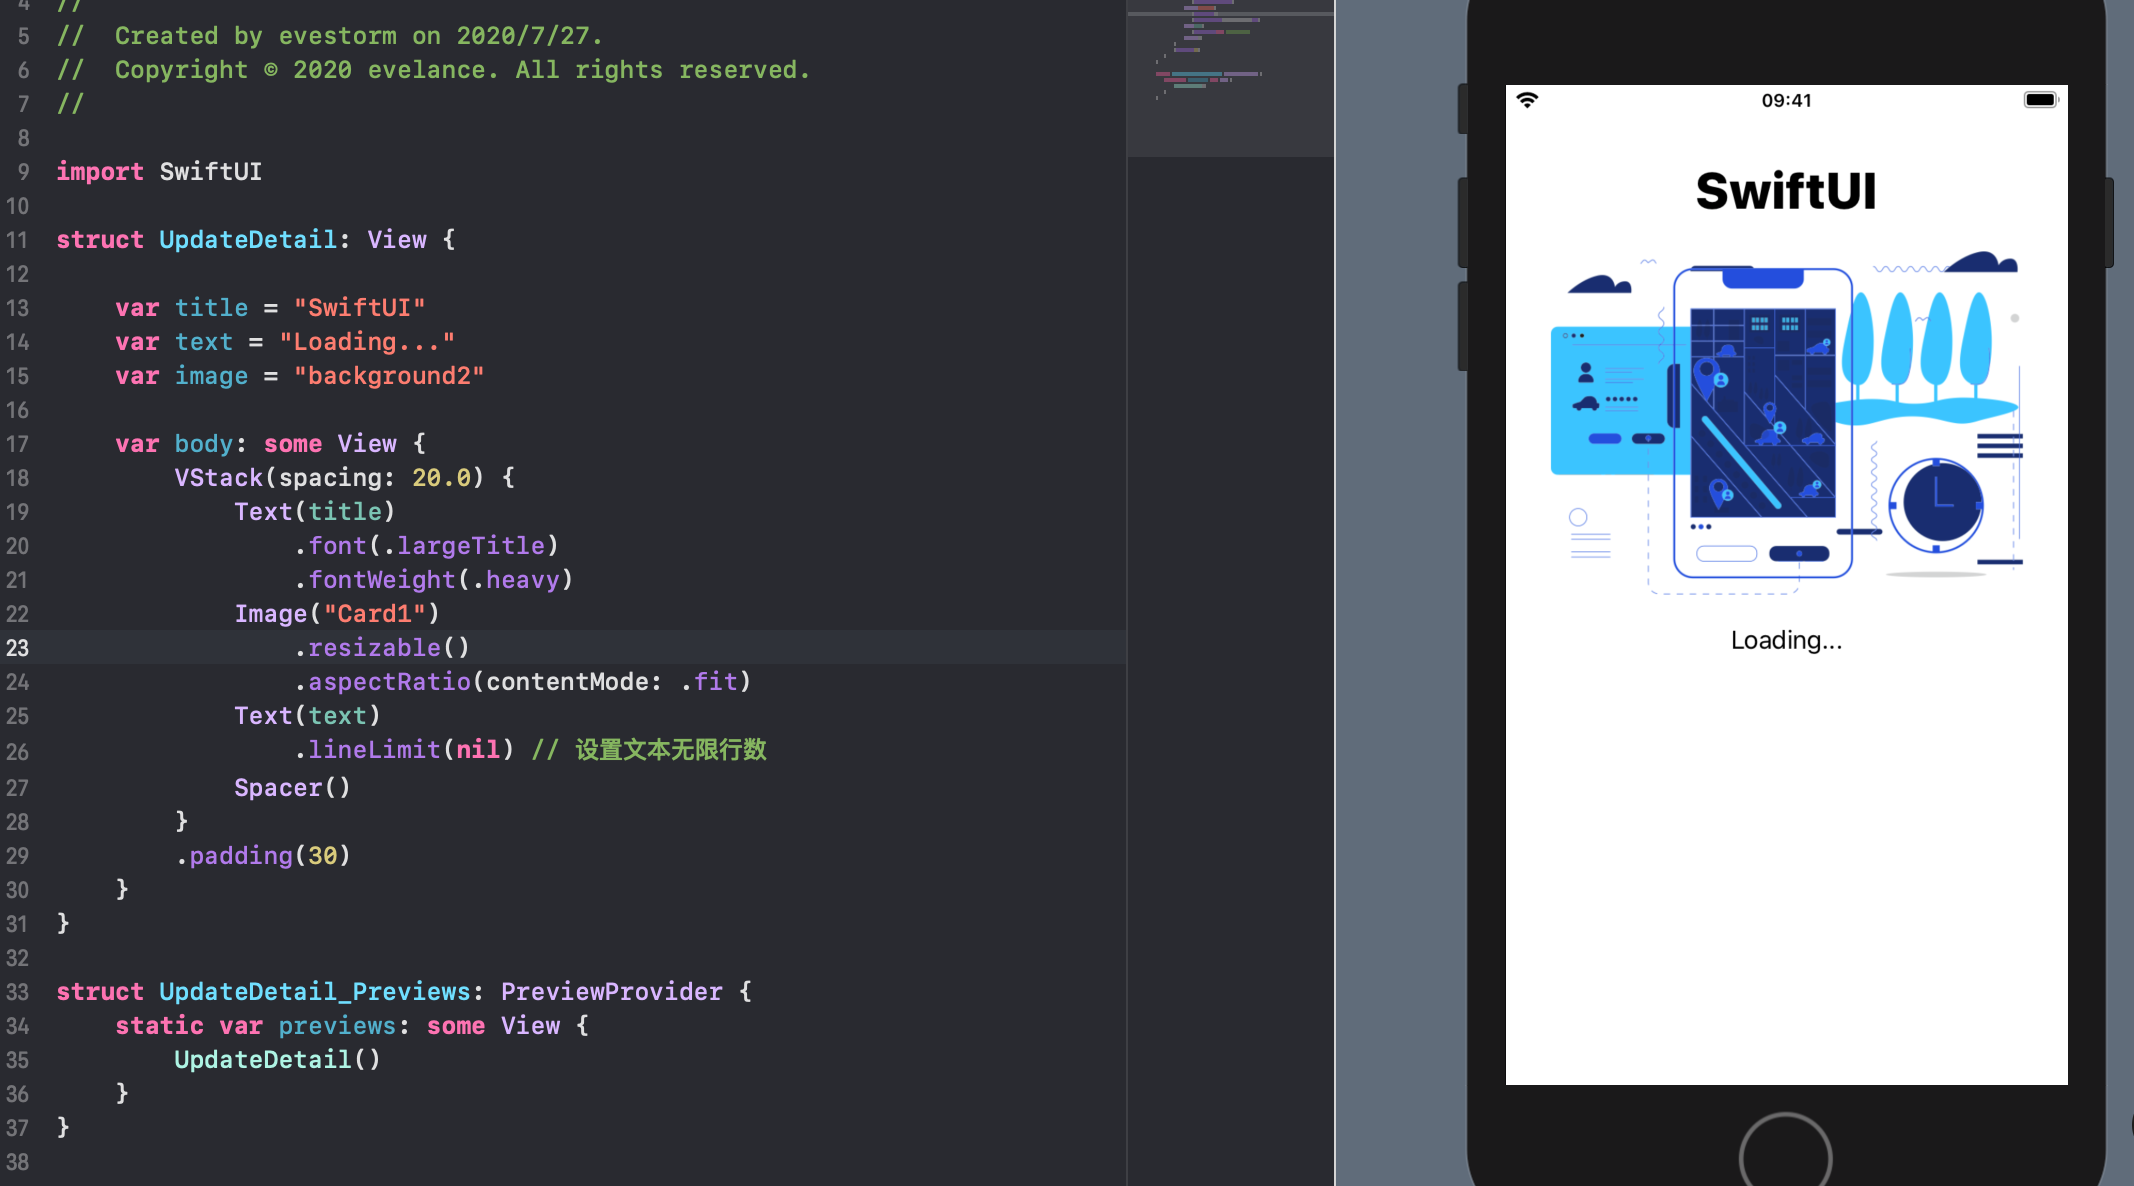 4 //
5 //  Created by evestorm on 2020/7/27.
6 //  Copyright © 2020 evelance. All rights reserved.
7 //
8
9 import SwiftUI
10
11 struct UpdateDetail: View {
12
13     var title = "SwiftUI"
14     var text = "Loading..."
15     var image = "background2"
16
17     var body: some View {
18         VStack(spacing: 20.0) {
19             Text(title)
20                 .font(.largeTitle)
21                 .fontWeight(.heavy)
22             Image("Card1")
23                 .resizable()
24                 .aspectRatio(contentMode: .fit)
25             Text(text)
26                 .lineLimit(nil) // 设置文本无限行数
27             Spacer()
28         }
29         .padding(30)
30     }
31 }
32
33 struct UpdateDetail_Previews: PreviewProvider {
34     static var previews: some View {
35         UpdateDetail()
36     }
37 }
38
09:41
SwiftUI
Loading...